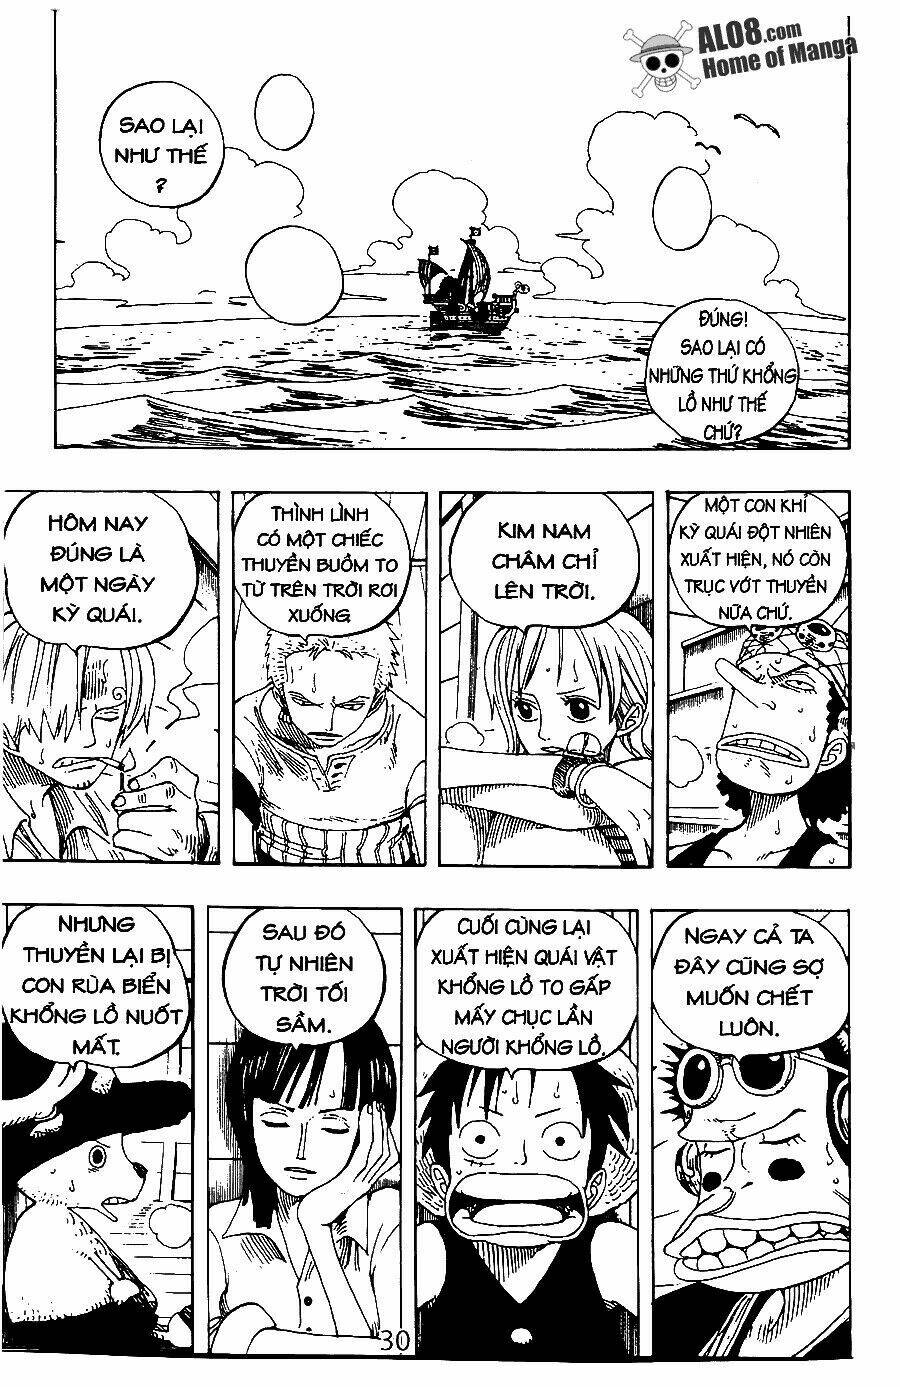 AL08.com
Home of Manga
SAO LẠI
NHƯ THẾ
?
ĐÚNG!
SAO LẠI CÓ
NHỮNG THỨ KHỔNG
LỒ NHƯ THẾ
CHỨ?
HÔM NAY
ĐÚNG LÀ
MỘT NGÀY
KỲ QUÁI.
THÌNH LÌNH
CÓ MỘT CHIẾC
THUYỀN BUỒM TO
TỪ TRÊN TRỜI RƠI
XUỐNG
KIM NAM
CHÂM CHỈ
LÊN TRỜI.
MỘT CON KHỈ
KỲ QUÁI ĐỘT NHIÊN
XUẤT HIỆN, NÓ CÒN
TRỤC VỚT THUYỀN
NỮA CHỨ.
NHƯNG
THUYỀN LẠI BỊ
CON RÙA BIỂN
KHỔNG LỒ NUỐT
MẤT.
SAU ĐÓ
TỰ NHIÊN
TRỜI TỐI
SẦM.
CUỐI CÙNG LẠI
XUẤT HIỆN QUÁI VẬT
KHỔNG LỒ TO GẤP
MẤY CHỤC LẦN
NGƯỜI KHỔNG LỒ.
NGAY CẢ TA
ĐÂY CŨNG SỢ
MUỐN CHẾT
LUÔN.
30